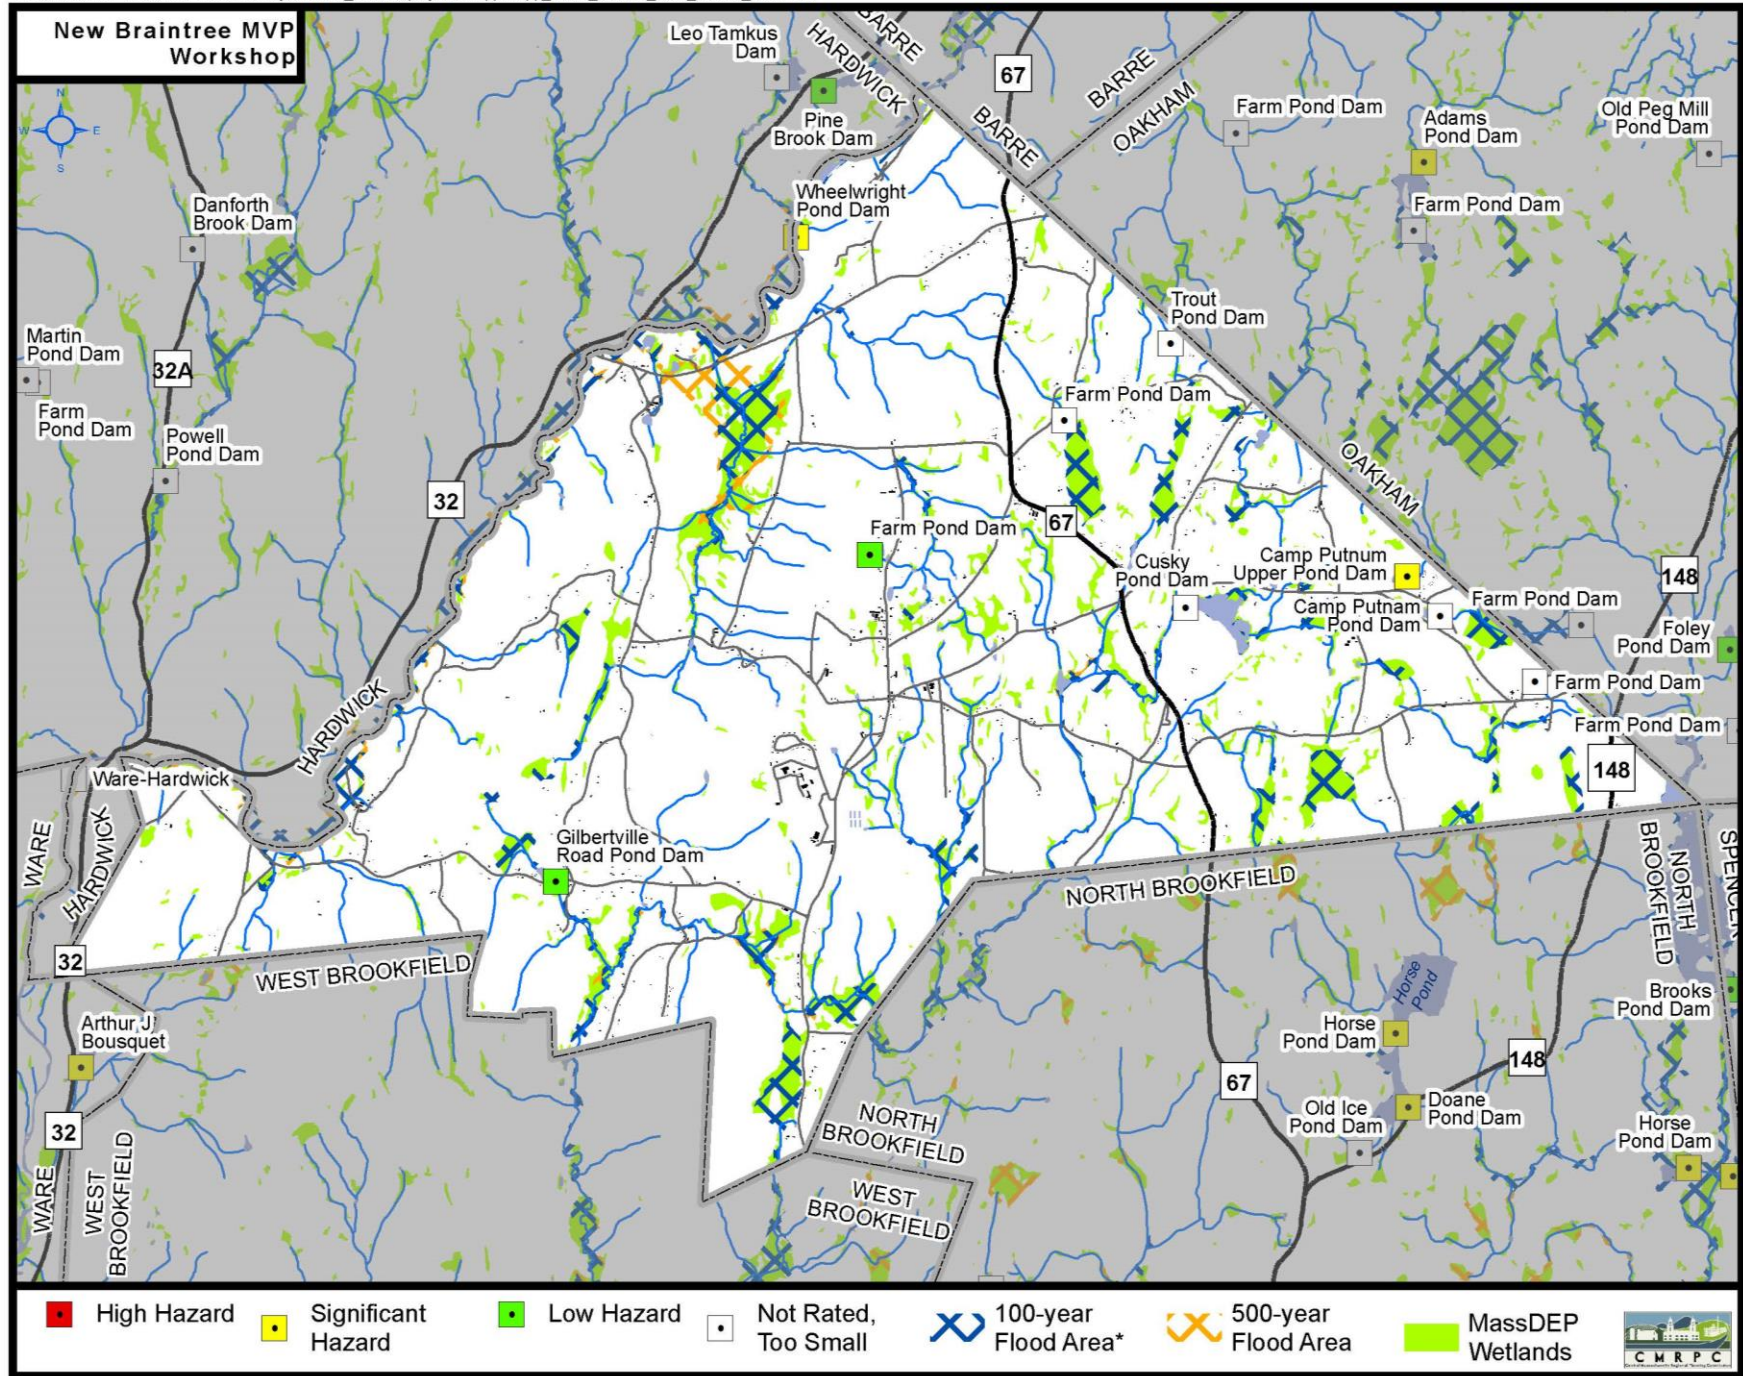 New Braintree MVP
Workshop
N
W
E
S
Leo Tamkus
Dam
Pine
Brook Dam
BARRE
HARDWICK
67
BARRE
BARRE
OAKHAM
Farm Pond Dam
Adams
Pond Dam
Old Peg Mill
Pond Dam
Farm Pond Dam
Wheelwright
Pond Dam
Danforth
Brook Dam
Trout
Pond Dam
Martin
Pond Dam
32A
Farm
Pond Dam
Powell
Pond Dam
Farm Pond Dam
32
OAKHAM
67
Farm Pond Dam
Cusky
Pond Dam
Camp Putnum
Upper Pond Dam
148
Camp Putnam
Pond Dam
Farm Pond Dam
Foley
Pond Dam
Farm Pond Dam
Farm Pond Dam
HARDWICK
Ware-Hardwick
148
WARE
HARDWICK
Gilbertville
Road Pond Dam
NORTH BROOKFIELD
NORTH
BROOKFIELD
SPENCER
32
WEST BROOKFIELD
Horse
Pond
Brooks
Pond Dam
Arthur J
Bousquet
Horse
Pond Dam
148
67
Doane
Pond Dam
Old Ice
Pond Dam
Horse
Pond Dam
32
NORTH
BROOKFIELD
WARE
WEST
BROOKFIELD
WEST
BROOKFIELD
High Hazard
Significant
Hazard
Low Hazard
Not Rated,
Too Small
100-year
Flood Area*
500-year
Flood Area
MassDEP
Wetlands
CMRPC